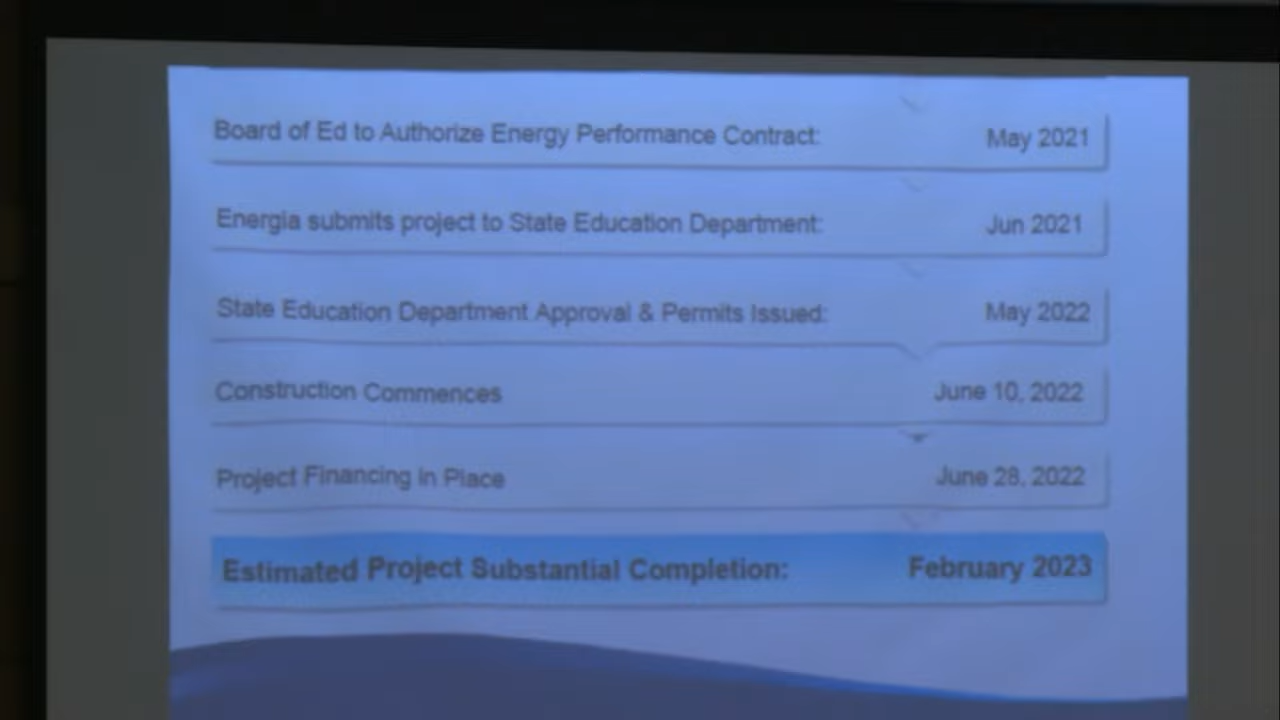 Board of Ed to Authorize Energy Performance Contract: May 2021
Energia submits project to State Education Department: Jun 2021
State Education Department Approval & Permits Issued: May 2022
Construction Commences June 10, 2022
Project Financing in Place June 28, 2022
Estimated Project Substantial Completion: February 2023